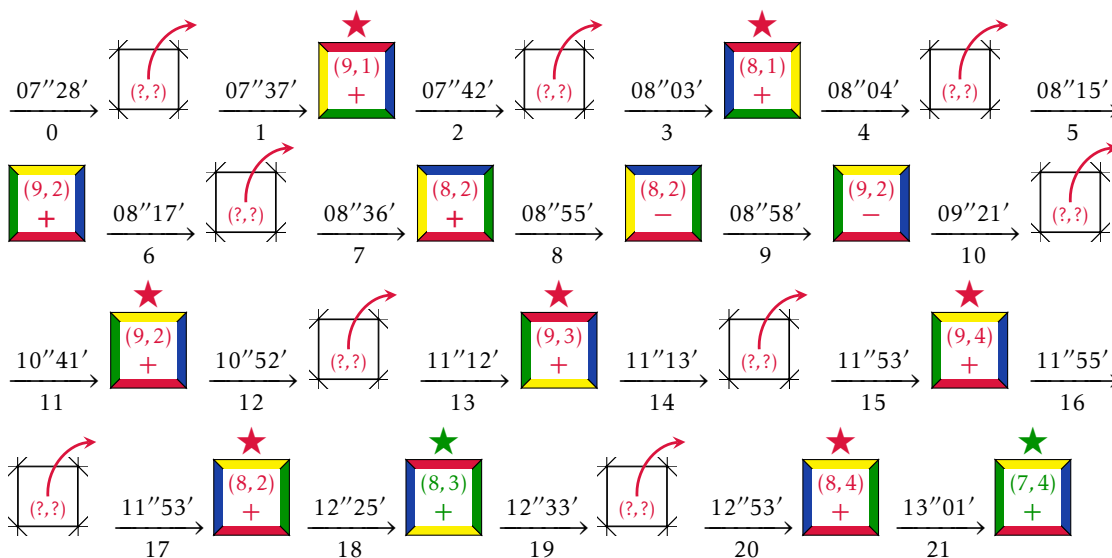 07′′28′ (?,?) 07′′37′ (9,1) 07′′42′ (?,?) 08′′03′ (8,1) 08′′04′ (?,?) 08′′15′
0 1 + 2 3 + 4 5
(9,2) 08′′17′ (?,?) 08′′36′ (8,2) 08′′55′ (8,2) 08′′58′ (9,2) 09′′21′ (?,?)
+ 6 7 + 8 − 9 − 10
10′′41′ (9,2) 10′′52′ (?,?) 11′′12′ (9,3) 11′′13′ (?,?) 11′′53′ (9,4) 11′′55′
11 + 12 13 + 14 15 + 16
(?,?) 11′′53′ (8,2) 12′′25′ (8,3) 12′′33′ (?,?) 12′′53′ (8,4) 13′′01′ (7,4)
17 + 18 + 19 20 + 21 +